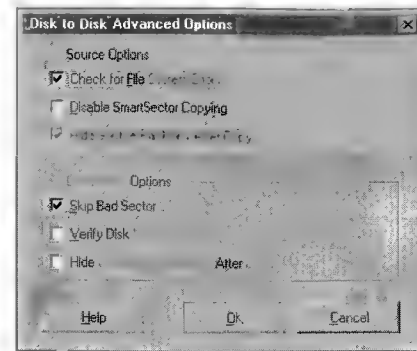 Disk to Disk Advanced Options
Source Options
Check for File
Disable SmartSector Copying
Options
Skip Bad Sector
Verify Disk
Hide After
Help Ok Cancel